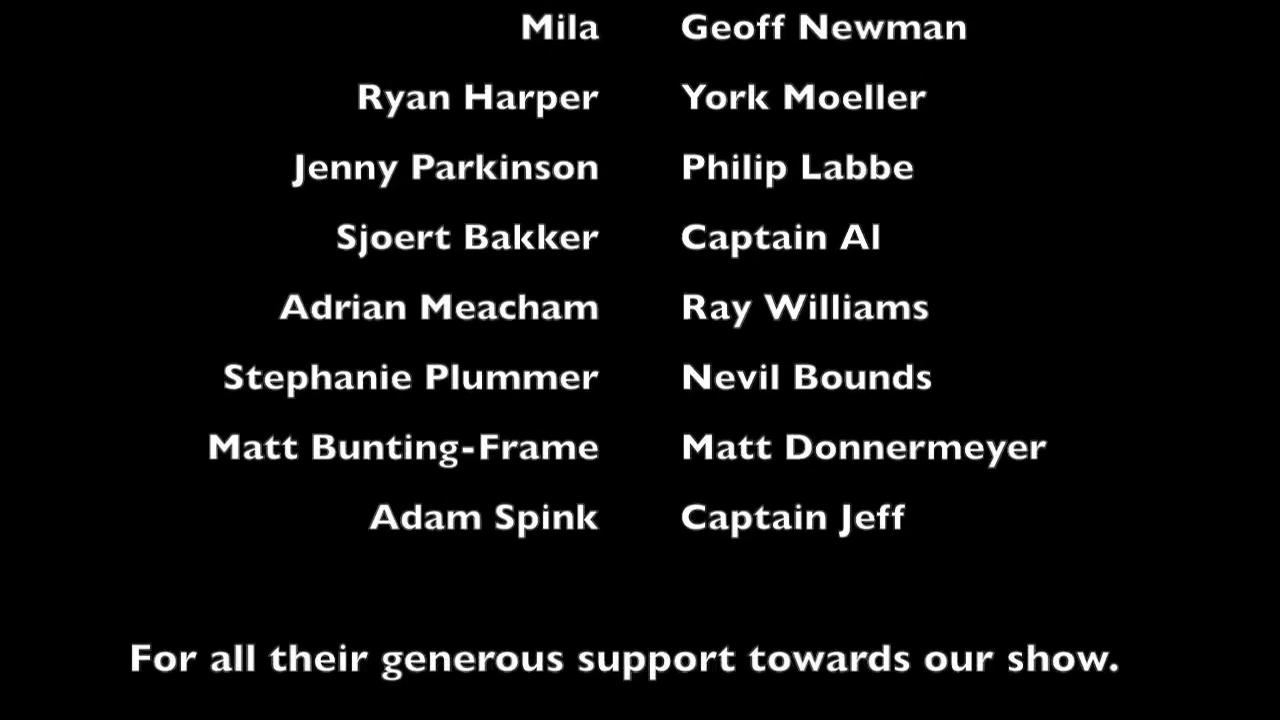 Mila Geoff Newman
Ryan Harper York Moeller
Jenny Parkinson Philip Labbe
Sjoert Bakker Captain Al
Adrian Meacham Ray Williams
Stephanie Plummer Nevil Bounds
Matt Bunting-Frame Matt Donnermeyer
Adam Spink Captain Jeff
For all their generous support towards our show.